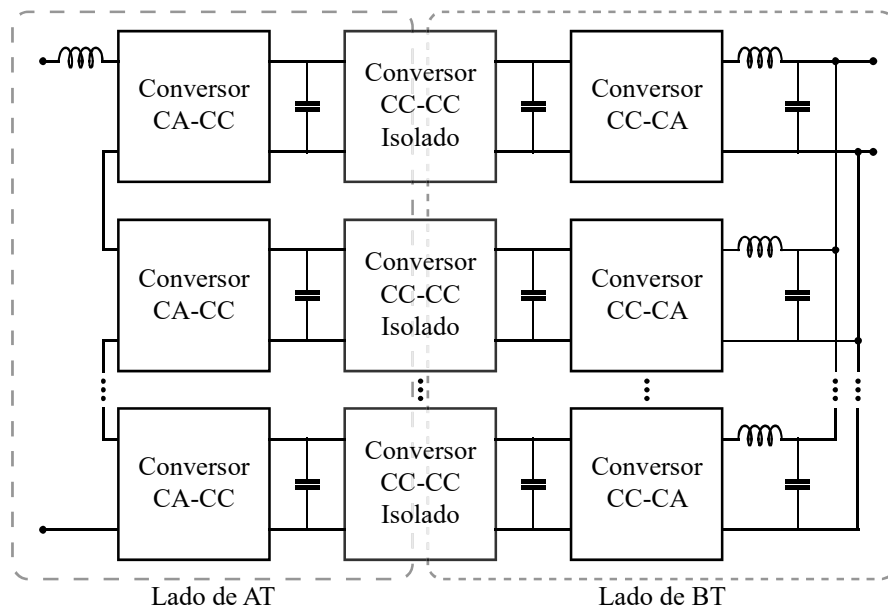 Conversor
CA-CC
Conversor
CC-CC
Isolado
Conversor
CC-CA
Conversor
CA-CC
Conversor
CC-CC
Isolado
Conversor
CC-CA
Conversor
CA-CC
Conversor
CC-CC
Isolado
Conversor
CC-CA
Lado de AT
Lado de BT